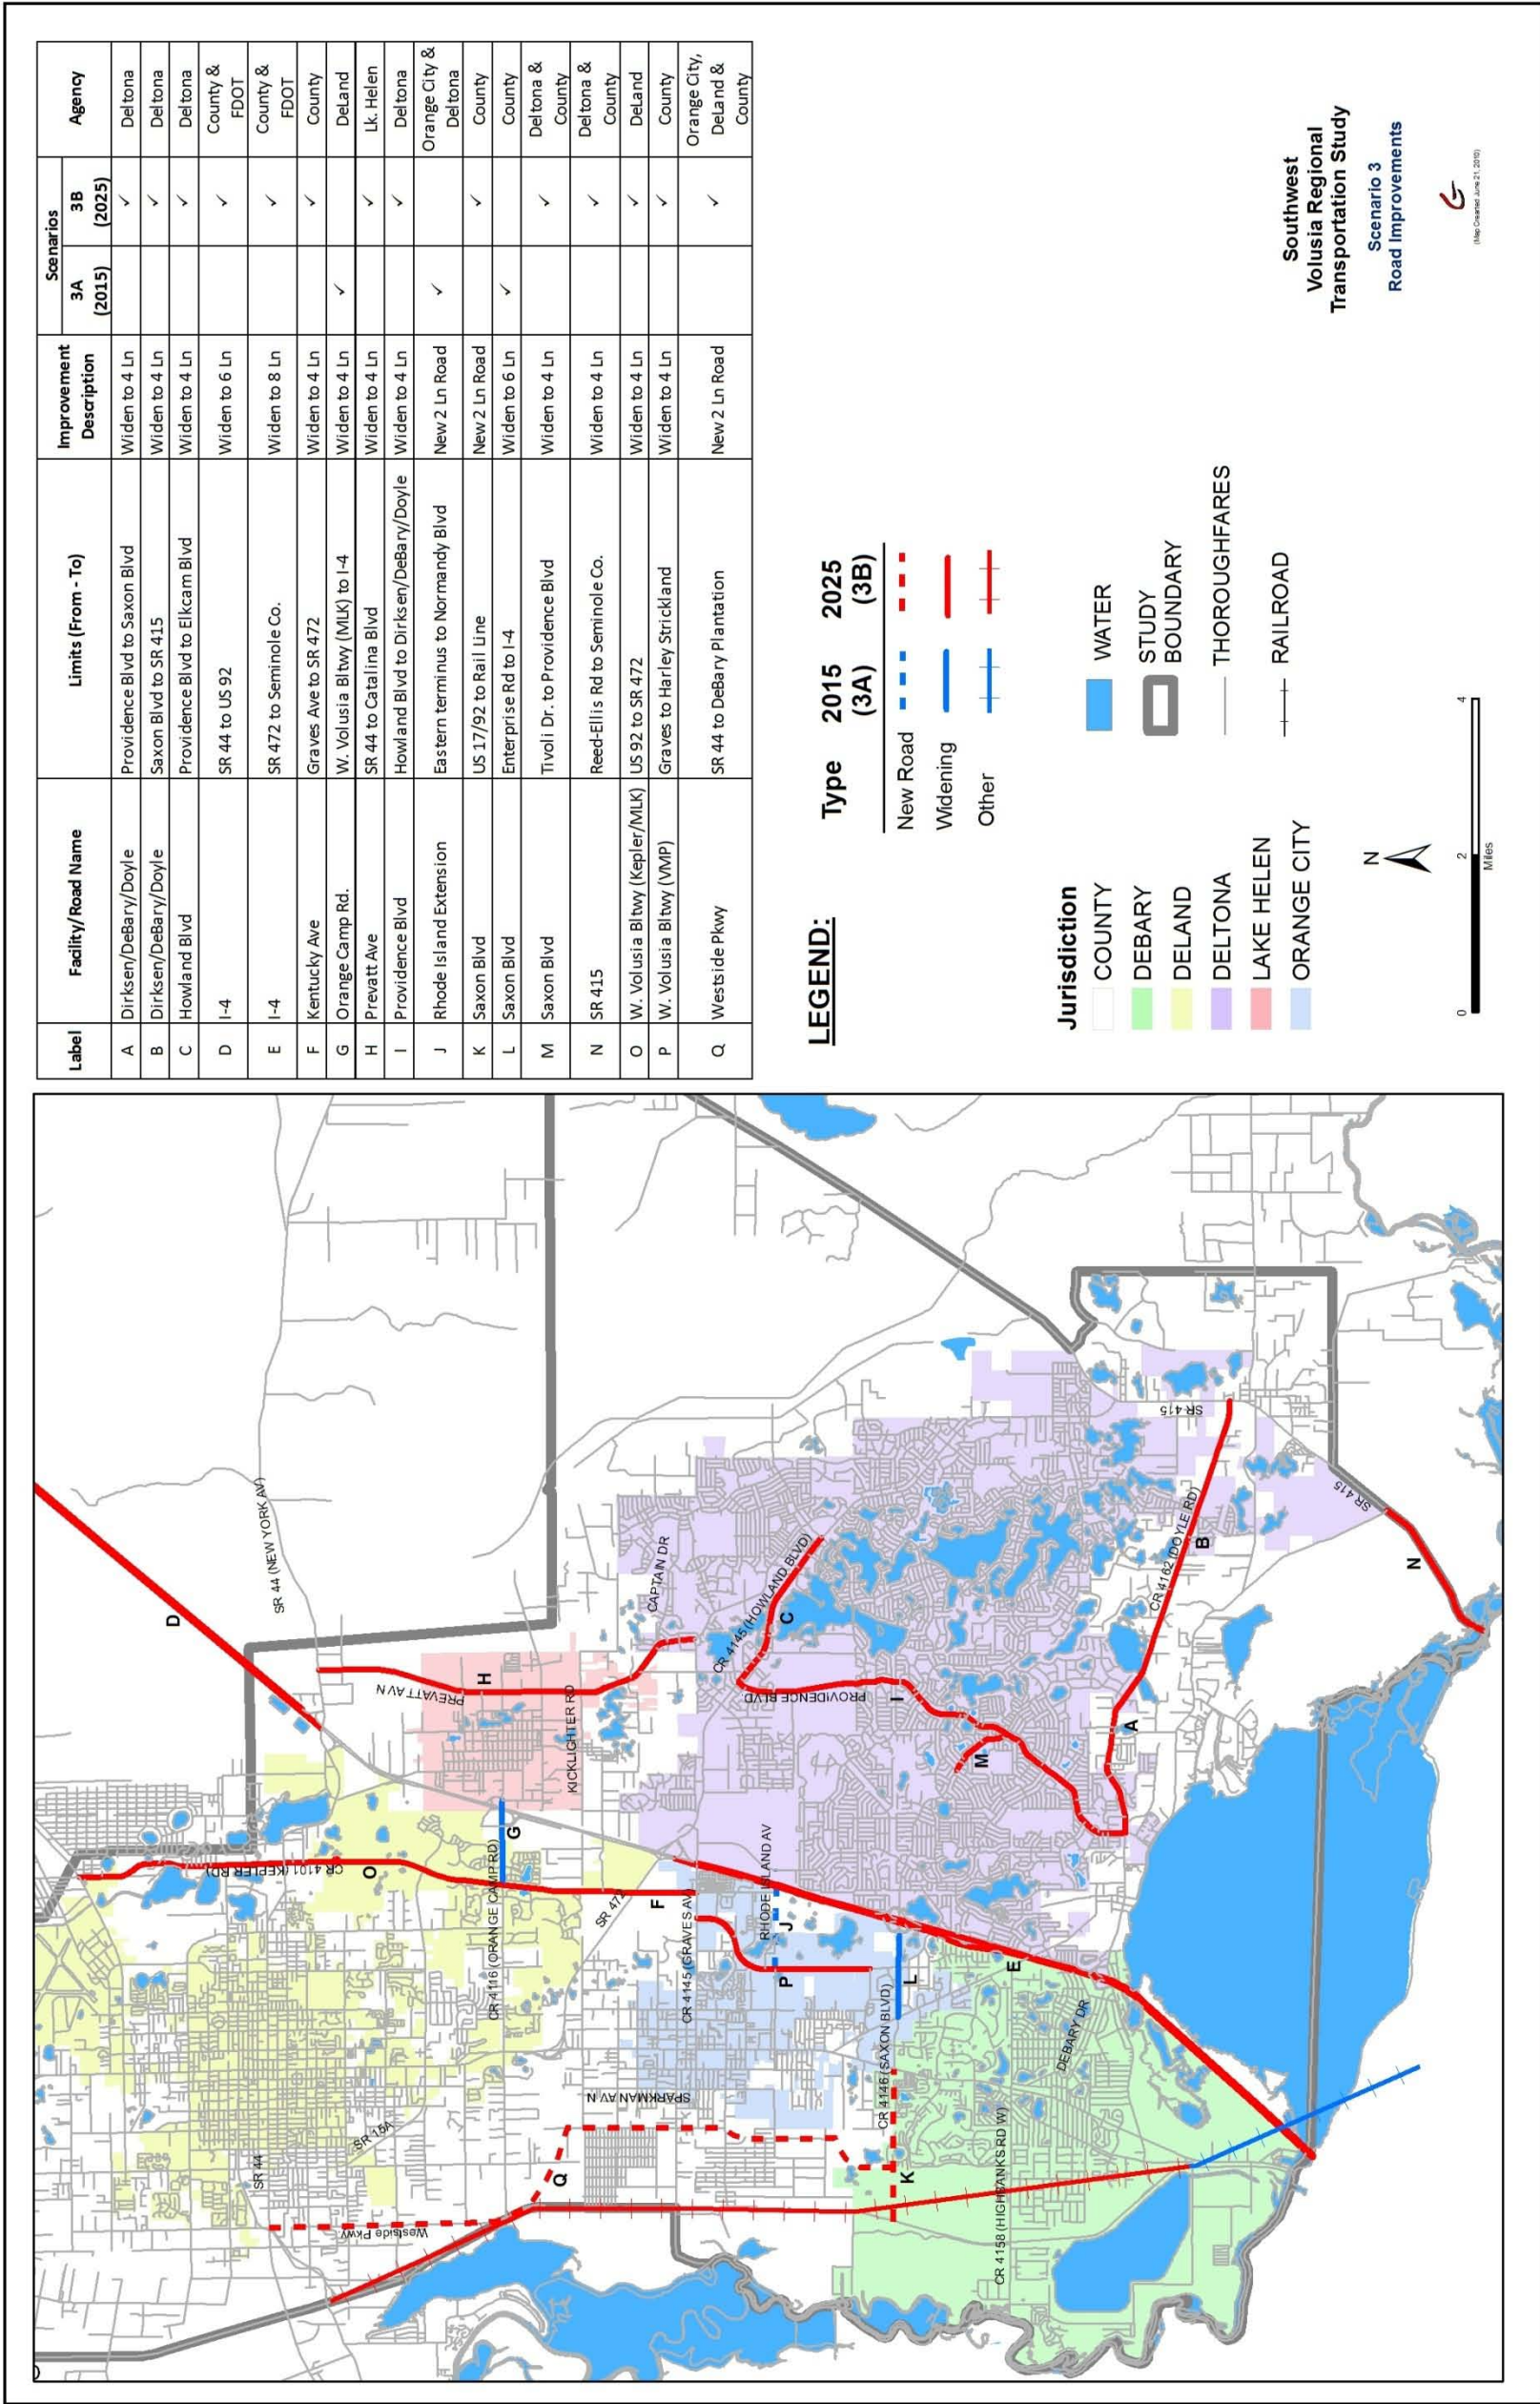 Label Facility/Road Name Limits (From - To) Improvement Description Scenarios 3A (2015) 3B (2025) Agency
A Dirksen/DeBary/Doyle Providence Blvd to Saxon Blvd Widen to 4 Ln ✓ Deltona
B Dirksen/DeBary/Doyle Saxon Blvd to SR 415 Widen to 4 Ln ✓ Deltona
C Howland Blvd Providence Blvd to Elkcam Blvd Widen to 4 Ln ✓ Deltona
D I-4 SR 44 to US 92 Widen to 6 Ln ✓ County & FDOT
E I-4 SR 472 to Seminole Co. Widen to 8 Ln ✓ County & FDOT
F Kentucky Ave Graves Ave to SR 472 Widen to 4 Ln ✓ County
G Orange Camp Rd. W. Volusia Bltwy (MLK) to I-4 Widen to 4 Ln ✓ DeLand
H Prevatt Ave SR 44 to Catalina Blvd Widen to 4 Ln ✓ Lk. Helen
I Providence Blvd Howland Blvd to Dirksen/DeBary/Doyle Widen to 4 Ln ✓ Deltona
J Rhode Island Extension Eastern terminus to Normandy Blvd New 2 Ln Road ✓ Orange City & Deltona
K Saxon Blvd US 17/92 to Rail Line New 2 Ln Road ✓ County
L Saxon Blvd Enterprise Rd to I-4 Widen to 6 Ln ✓ County
M Saxon Blvd Tivoli Dr. to Providence Blvd Widen to 4 Ln ✓ Deltona & County
N SR 415 Reed-Ellis Rd to Seminole Co. Widen to 4 Ln ✓ Deltona & County
O W. Volusia Bltwy (Kepler/MLK) US 92 to SR 472 Widen to 4 Ln ✓ DeLand
P W. Volusia Bltwy (VMP) Graves to Harley Strickland Widen to 4 Ln ✓ County
Q Westside Pkwy SR 44 to DeBary Plantation New 2 Ln Road ✓ Orange City, DeLand & County
LEGEND:
Type 2015 (3A) 2025 (3B)
New Road
Widening
Other
Jurisdiction
COUNTY
DEBARY
DELAND
DELTONA
LAKE HELEN
ORANGE CITY
WATER
STUDY BOUNDARY
THOROUGHFARES
RAILROAD
N
0 2 4
Miles
Southwest
Volusia Regional
Transportation Study
Scenario 3
Road Improvements
(Map Created June 21, 2010)
D
SR 44 (NEW YORK AV)
CR 4101 (KEPLER RD)
O
SR 44
SR 15A
Westside Pkwy
PREVATT AV N
H
CR 4116 (ORANGE CAMP RD)
G
KICKLIGHTER RD
Q
SR 472
SPARKMAN AV N
F
CAPTAIN DR
CR 4145 (GRAVES AV)
CR 4145 (HOWLAND BLVD)
C
RHODE ISLAND AV
J
P
PROVIDENCE BLVD
I
CR 4146 (SAXON BLVD)
L
K
M
E
CR 4158 (HIGHBANKS RD W)
DEBARY DR
A
CR 4162 (DOYLE RD)
B
SR 415
SR 415
N